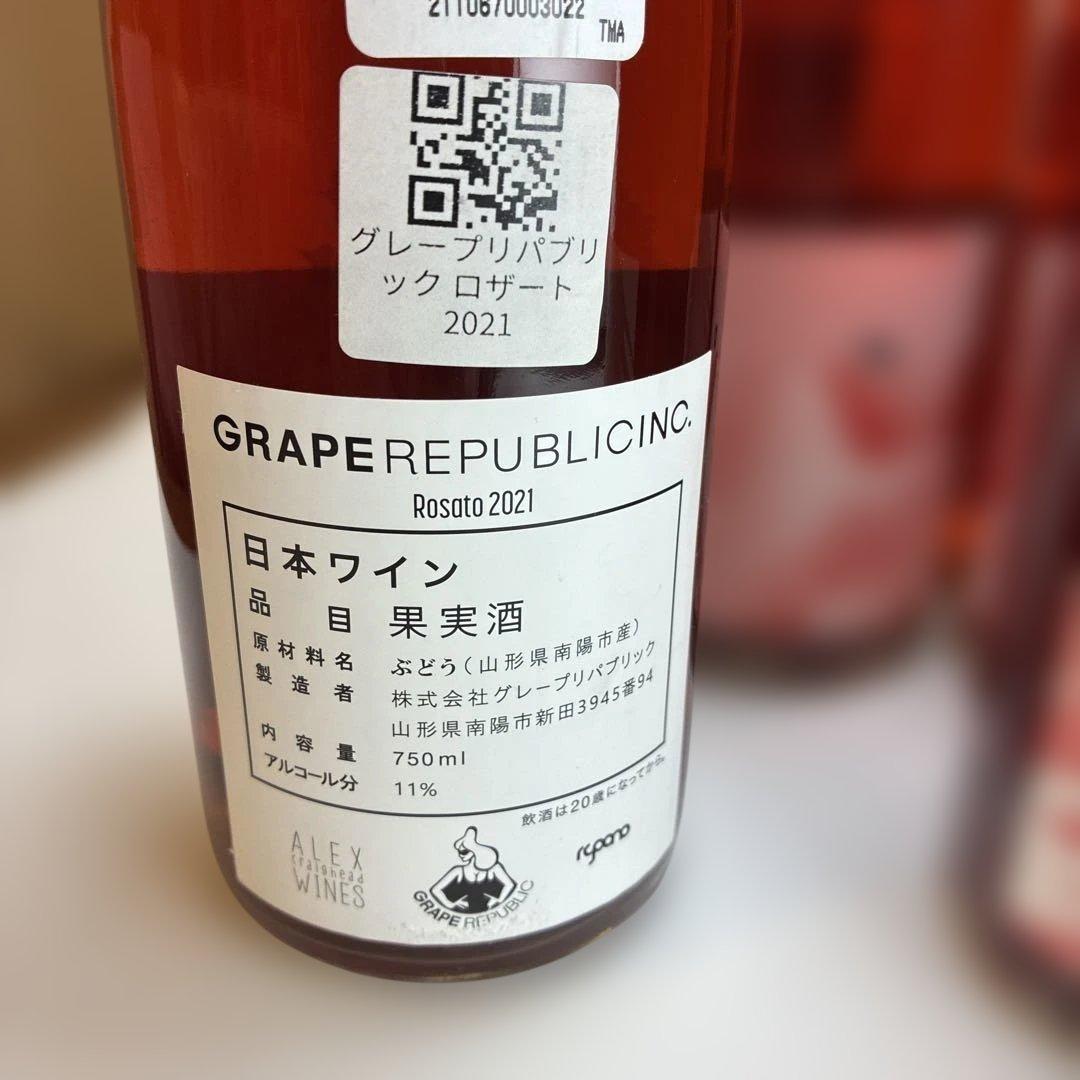 2110670003022
TMA
グレープリパブリ
ック ロザート
2021
GRAPEREPUBLICINC.
Rosato 2021
日本ワイン
品目 果実酒
原材料名 ぶどう(山形県南陽市産)
製造者 株式会社グレープリパブリック
山形県南陽市新田3945番94
内容量 750ml
アルコール分 11%
飲酒は20歳になってから。
ALEX
craighead
WINES
GRAPE REPUBLIC